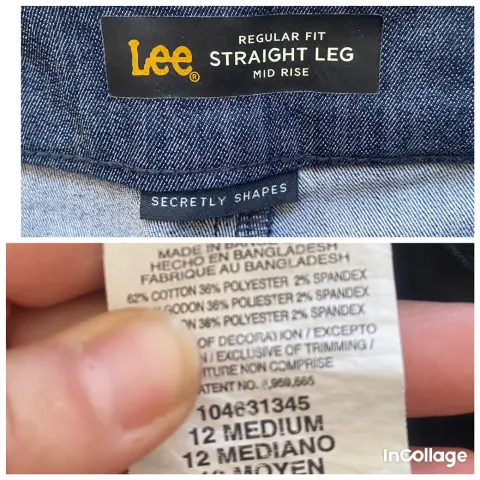 Lee®
REGULAR FIT
STRAIGHT LEG
MID RISE
SECRETLY SHAPES
MADE IN
HECHO EN BANGLADESH
FABRIQUE AU BANGLADESH
62% COTTON 36% POLYESTER 2% SPANDEX
36% POLIESTER 2% SPANDEX
36% POLYESTER 2% SPANDEX
OF DECORATION / EXCEPTO
EXCLUSIVE OF TRIMMING /
NON COMPRISE
104631345
12 MEDIUM
12 MEDIANO
MOYEN
InCollage